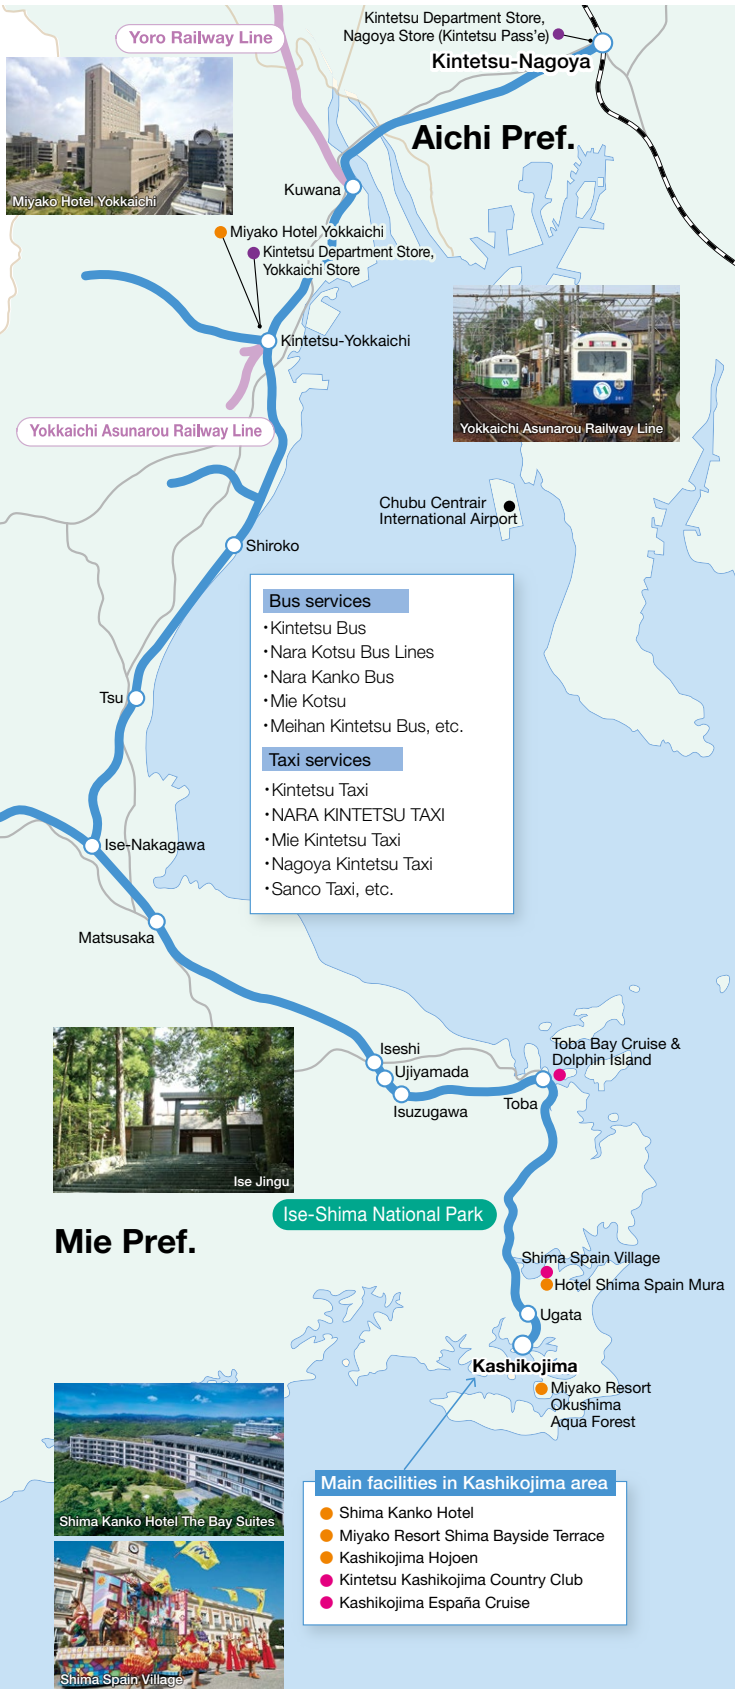 Kintetsu Department Store,
Nagoya Store (Kintetsu Pass'e)
Yoro Railway Line
Kintetsu-Nagoya
Aichi Pref.
Kuwana
Miyako Hotel Yokkaichi
Miyako Hotel Yokkaichi
Kintetsu Department Store,
Yokkaichi Store
Kintetsu-Yokkaichi
Yokkaichi Asunarou Railway Line
Yokkaichi Asunarou Railway Line
Chubu Centrair
International Airport
Shiroko
Bus services
・Kintetsu Bus
・Nara Kotsu Bus Lines
・Nara Kanko Bus
・Mie Kotsu
・Meihan Kintetsu Bus, etc.
Taxi services
・Kintetsu Taxi
・NARA KINTETSU TAXI
・Mie Kintetsu Taxi
・Nagoya Kintetsu Taxi
・Sanco Taxi, etc.
Tsu
Ise-Nakagawa
Matsusaka
Iseshi
Ujiyamada
Isuzugawa
Toba Bay Cruise &
Dolphin Island
Toba
Ise Jingu
Ise-Shima National Park
Mie Pref.
Shima Spain Village
Hotel Shima Spain Mura
Ugata
Kashikojima
Miyako Resort
Okushima
Aqua Forest
Main facilities in Kashikojima area
Shima Kanko Hotel
Miyako Resort Shima Bayside Terrace
Kashikojima Hojoen
Kintetsu Kashikojima Country Club
Kashikojima España Cruise
Shima Kanko Hotel The Bay Suites
Shima Spain Village